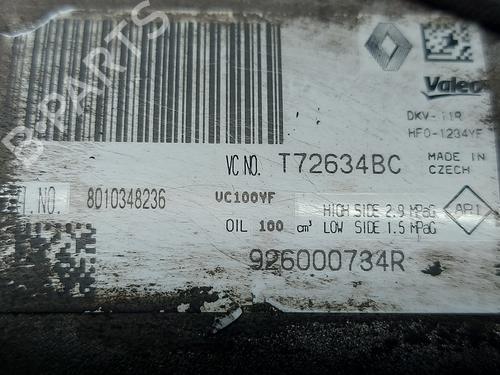 B-PARTS
Valeo
DKV-11R
HFO-1234YF
VC NO. T72634BC
MADE IN CZECH
NO. 8010348236
VC100YF
HIGH SIDE 2.9 MPaG
OIL 100 cm³ LOW SIDE 1.5 MPaG
926000734R